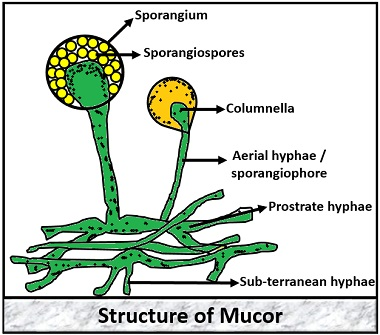 Sporangium
Sporangiospores
Columnella
Aerial hyphae /
sporangiophore
Prostrate hyphae
Sub-terranean hyphae
Structure of Mucor